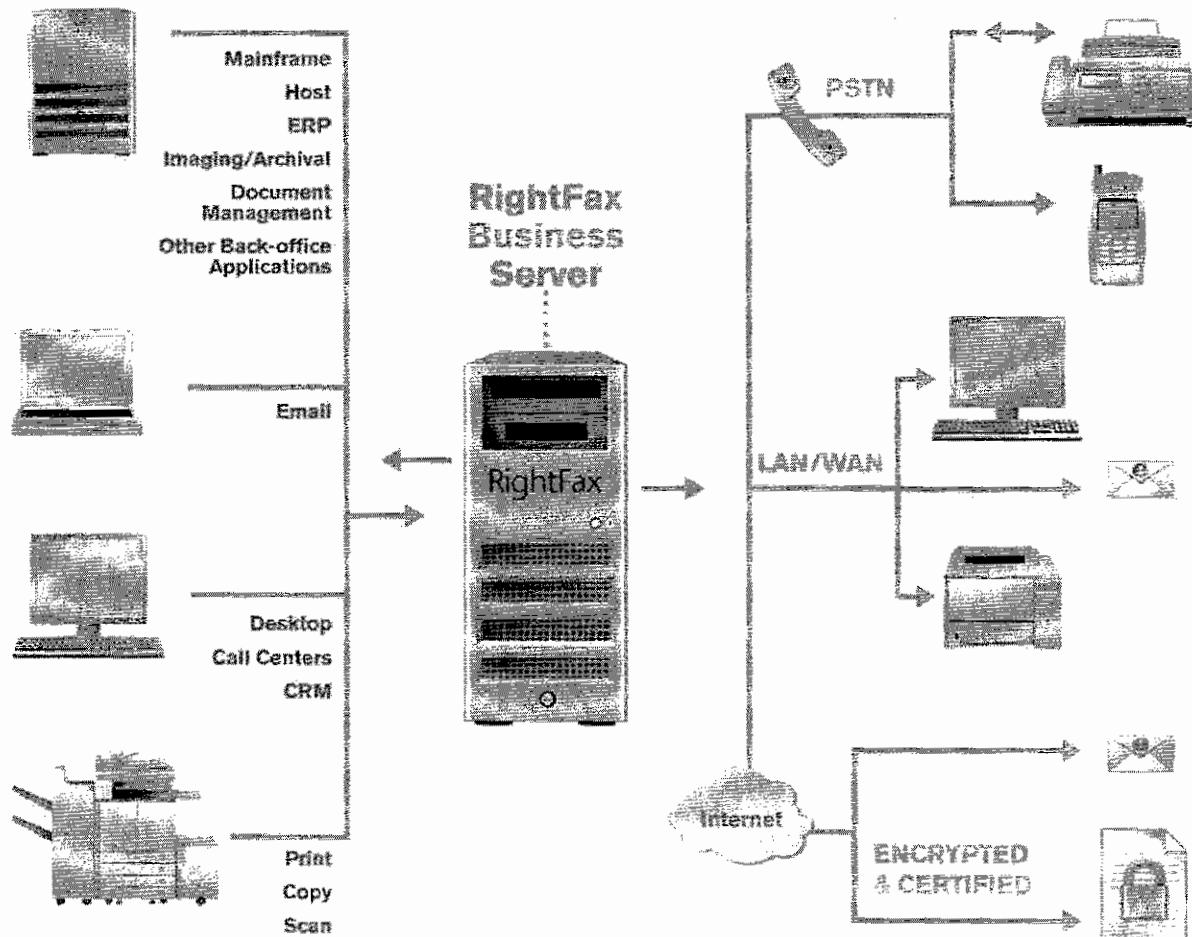 Mainframe
Host
ERP
Imaging/Archival
Document
Management
Other Back-office
Applications
Email
Desktop
Call Centers
CRM
Print
Copy
Scan
RightFax
Business
Server
RightFax
PSTN
LAN/WAN
Internet
ENCRYPTED
& CERTIFIED